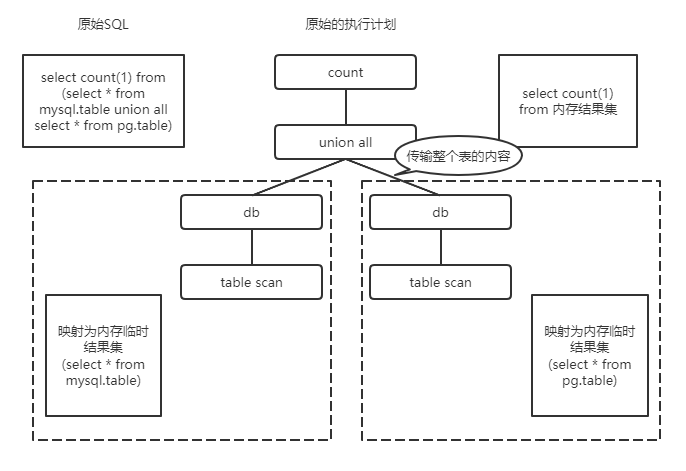 原始SQL
原始的执行计划
select count(1) from
(select * from
mysql.table union all
select * from pg.table)
count
select count(1)
from 内存结果集
union all
传输整个表的内容
db
db
table scan
table scan
映射为内存临时
结果集
(select * from
mysql.table)
映射为内存临时
结果集
(select * from
pg.table)